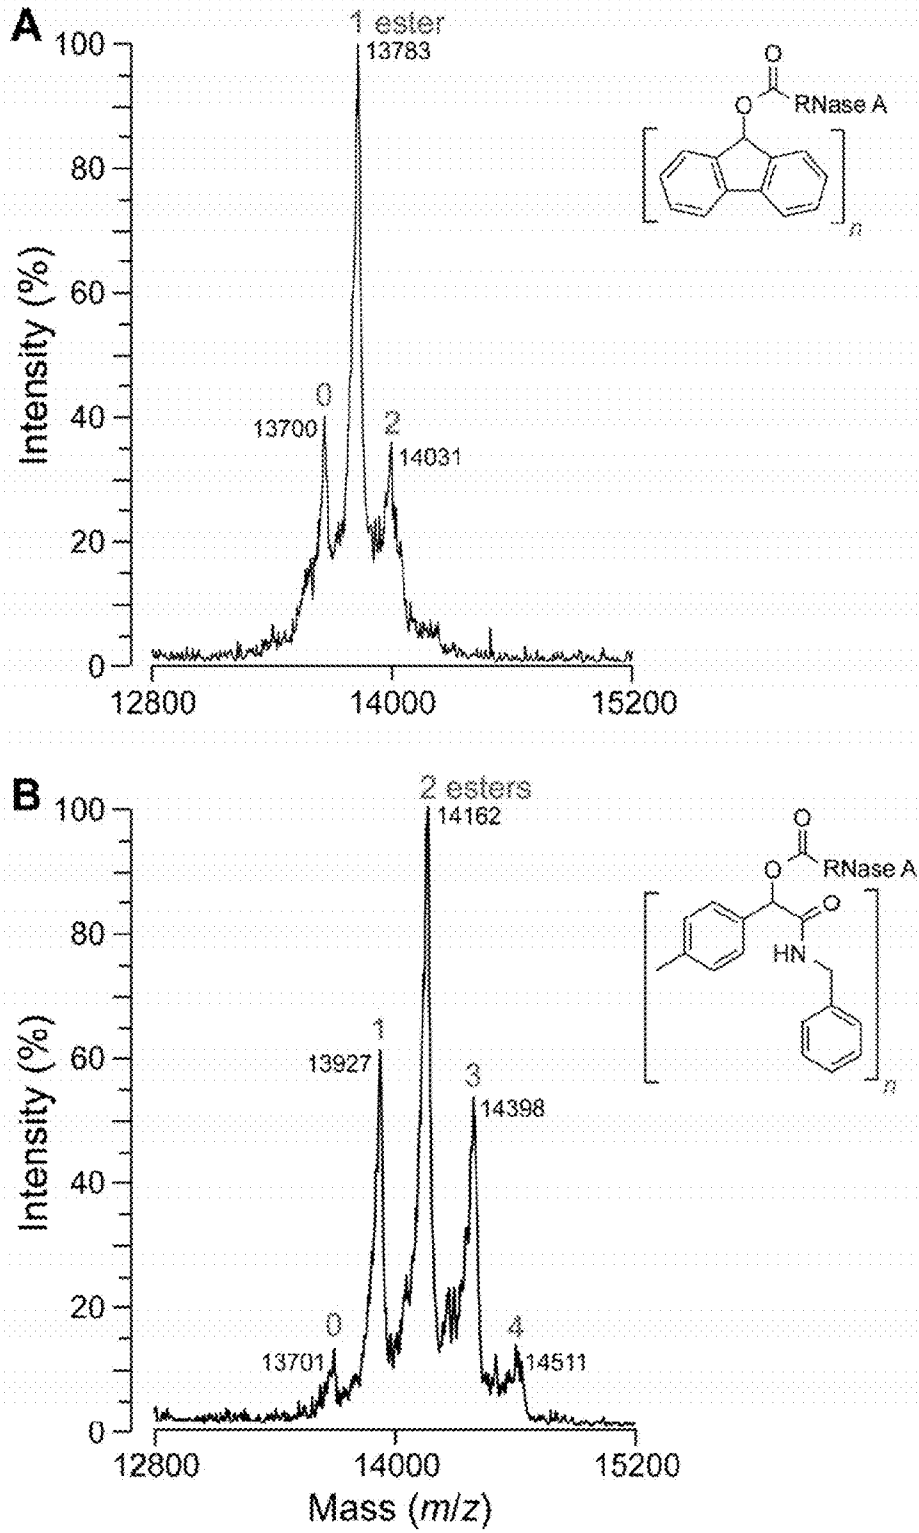 A
1 ester
100
13783
O
O
RNase A
80
n
60
Intensity (%)
0
40
13700
2
14031
20
0
12800
14000
15200
B
2 esters
100
14162
O
O
RNase A
O
80
HN
1
60
13927
3
14398
n
Intensity (%)
40
20
0
4
13701
14511
0
12800
14000
15200
Mass (m/z)